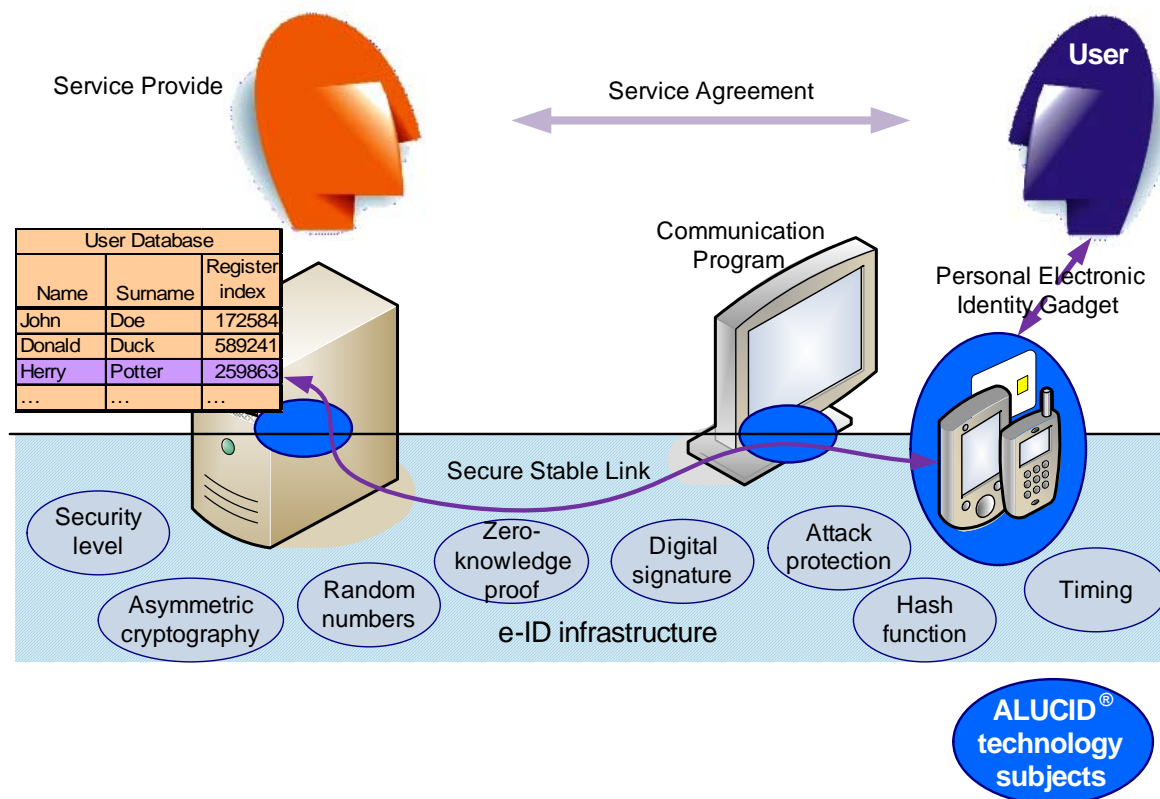 User
Service Provide
Service Agreement
User Database
Name Surname Register index
John Doe 172584
Donald Duck 589241
Herry Potter 259863
… … …
Communication
Program
Personal Electronic
Identity Gadget
Secure Stable Link
Security
level
Asymmetric
cryptography
Random
numbers
Zero-
knowledge
proof
Digital
signature
Attack
protection
Hash
function
Timing
e-ID infrastructure
ALUCID®
technology
subjects